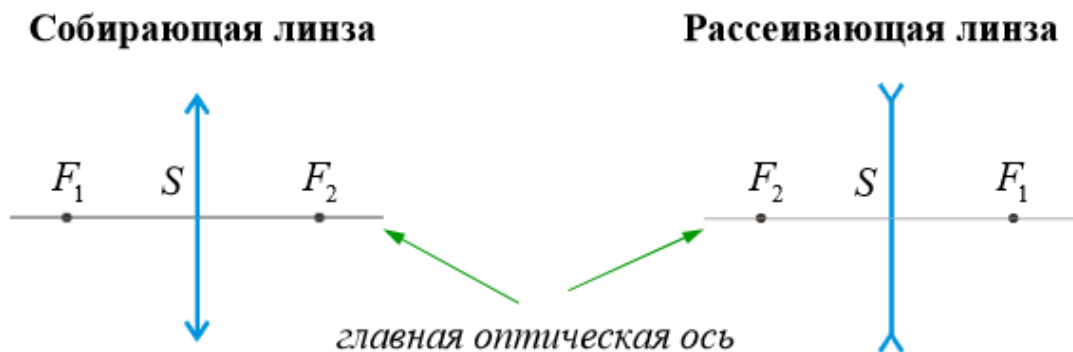 Собирающая линза
Рассеивающая линза
F₁ S F₂
F₂ S F₁
главная оптическая ось